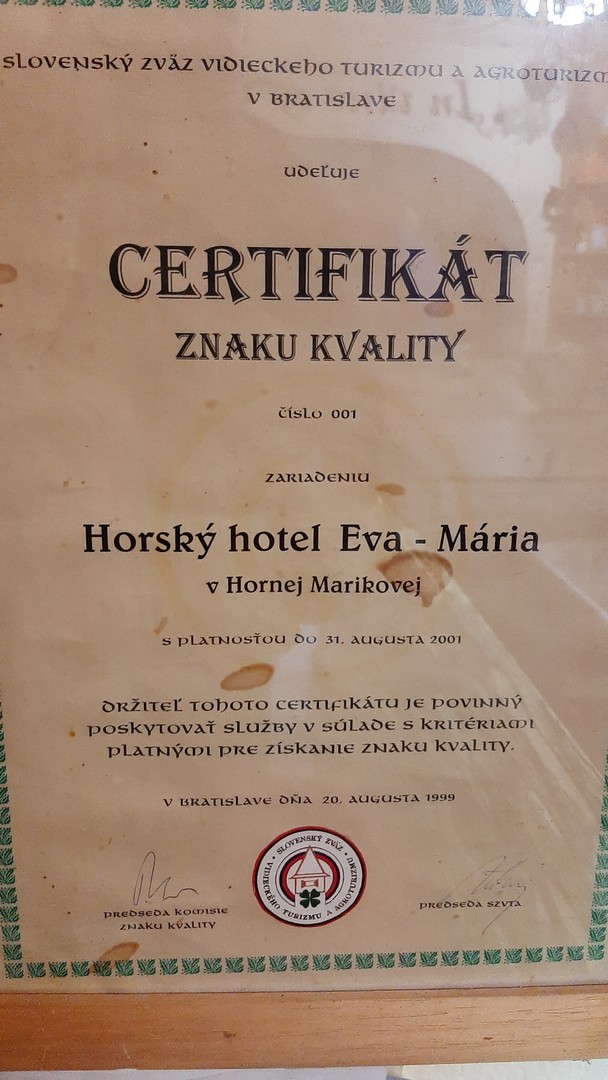 SLOVENSKÝ ZVÄZ VIDIECKEHO TURIZMU A AGROTURIZM
V BRATISLAVE
udeľuje
CERTIFIKÁT
ZNAKU KVALITY
číslo 001
ZARIADENIU
Horský hotel Eva - Mária
v Hornej Marikovej
S PLATNOSŤOU DO 31. AUGUSTA 2001
DRŽITEĽ TOHOTO CERTIFIKÁTU JE POVINNÝ
POSKYTOVAŤ SLUŽBY V SÚLADE S KRITÉRIAMI
PLATNÝMI PRE ZÍSKANIE ZNAKU KVALITY.
V BRATISLAVE DŇA 20. AUGUSTA 1999
SLOVENSKÝ ZVÄZ
VIDIECKEHO TURIZMU A AGROTURIZMU
PREDSEDA KOMISIE
ZNAKU KVALITY
PREDSEDA SZVTA